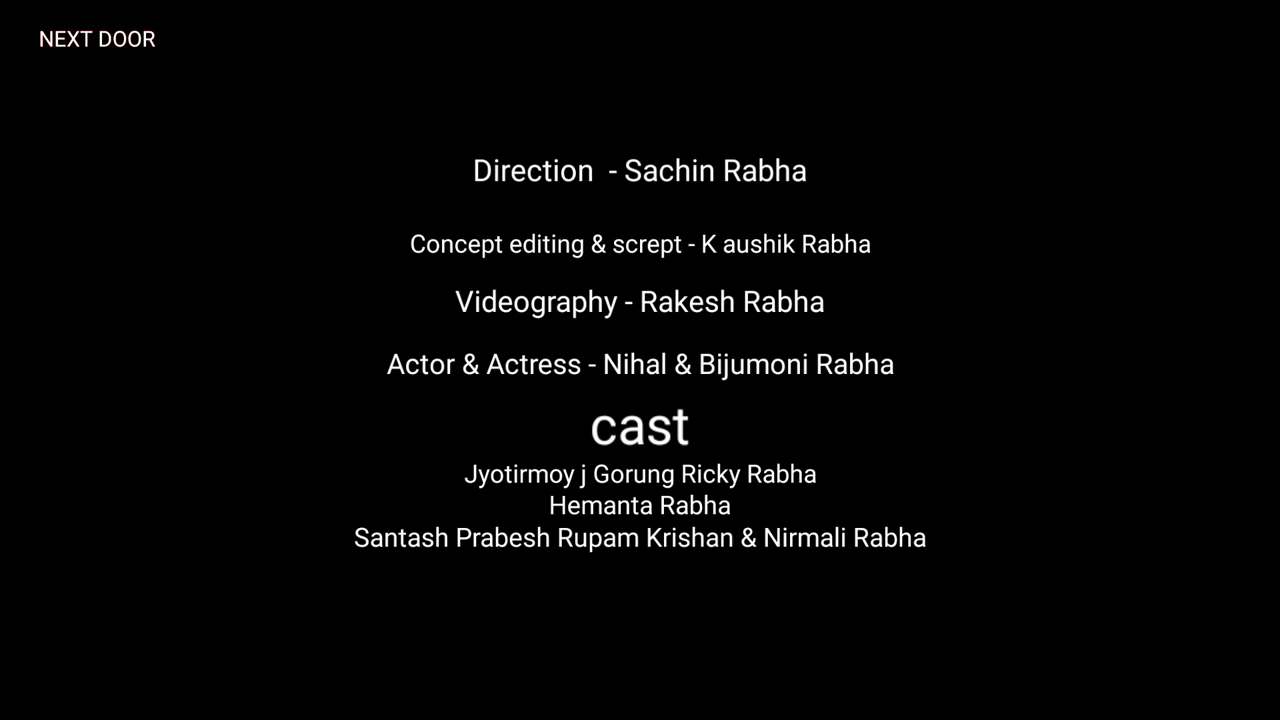 NEXT DOOR
Direction  - Sachin Rabha
Concept editing & scrept - K aushik Rabha
Videography - Rakesh Rabha
Actor & Actress - Nihal & Bijumoni Rabha
cast
Jyotirmoy j Gorung Ricky Rabha
Hemanta Rabha
Santash Prabesh Rupam Krishan & Nirmali Rabha